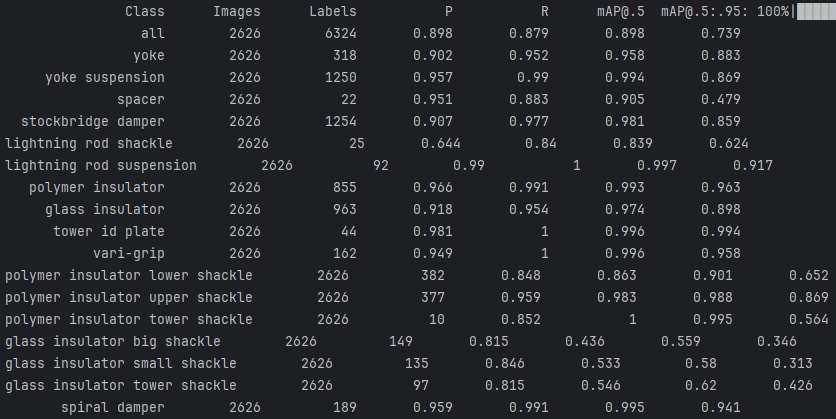 Class Images Labels P R mAP@.5 mAP@.5:.95: 100%|
all 2626 6324 0.898 0.879 0.898 0.739
yoke 2626 318 0.902 0.952 0.958 0.883
yoke suspension 2626 1250 0.957 0.99 0.994 0.869
spacer 2626 22 0.951 0.883 0.905 0.479
stockbridge damper 2626 1254 0.907 0.977 0.981 0.859
lightning rod shackle 2626 25 0.644 0.84 0.839 0.624
lightning rod suspension 2626 92 0.99 1 0.997 0.917
polymer insulator 2626 855 0.966 0.991 0.993 0.963
glass insulator 2626 963 0.918 0.954 0.974 0.898
tower id plate 2626 44 0.981 1 0.996 0.994
vari-grip 2626 162 0.949 1 0.996 0.958
polymer insulator lower shackle 2626 382 0.848 0.863 0.901 0.652
polymer insulator upper shackle 2626 377 0.959 0.983 0.988 0.869
polymer insulator tower shackle 2626 10 0.852 1 0.995 0.564
glass insulator big shackle 2626 149 0.815 0.436 0.559 0.346
glass insulator small shackle 2626 135 0.846 0.533 0.58 0.313
glass insulator tower shackle 2626 97 0.815 0.546 0.62 0.426
spiral damper 2626 189 0.959 0.991 0.995 0.941